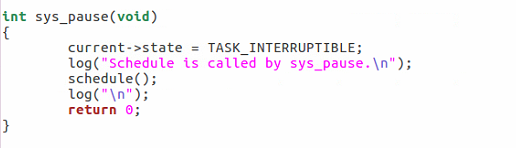 int sys_pause(void)
{
        current->state = TASK_INTERRUPTIBLE;
        log("Schedule is called by sys_pause.\n");
        schedule();
        log("\n");
        return 0;
}